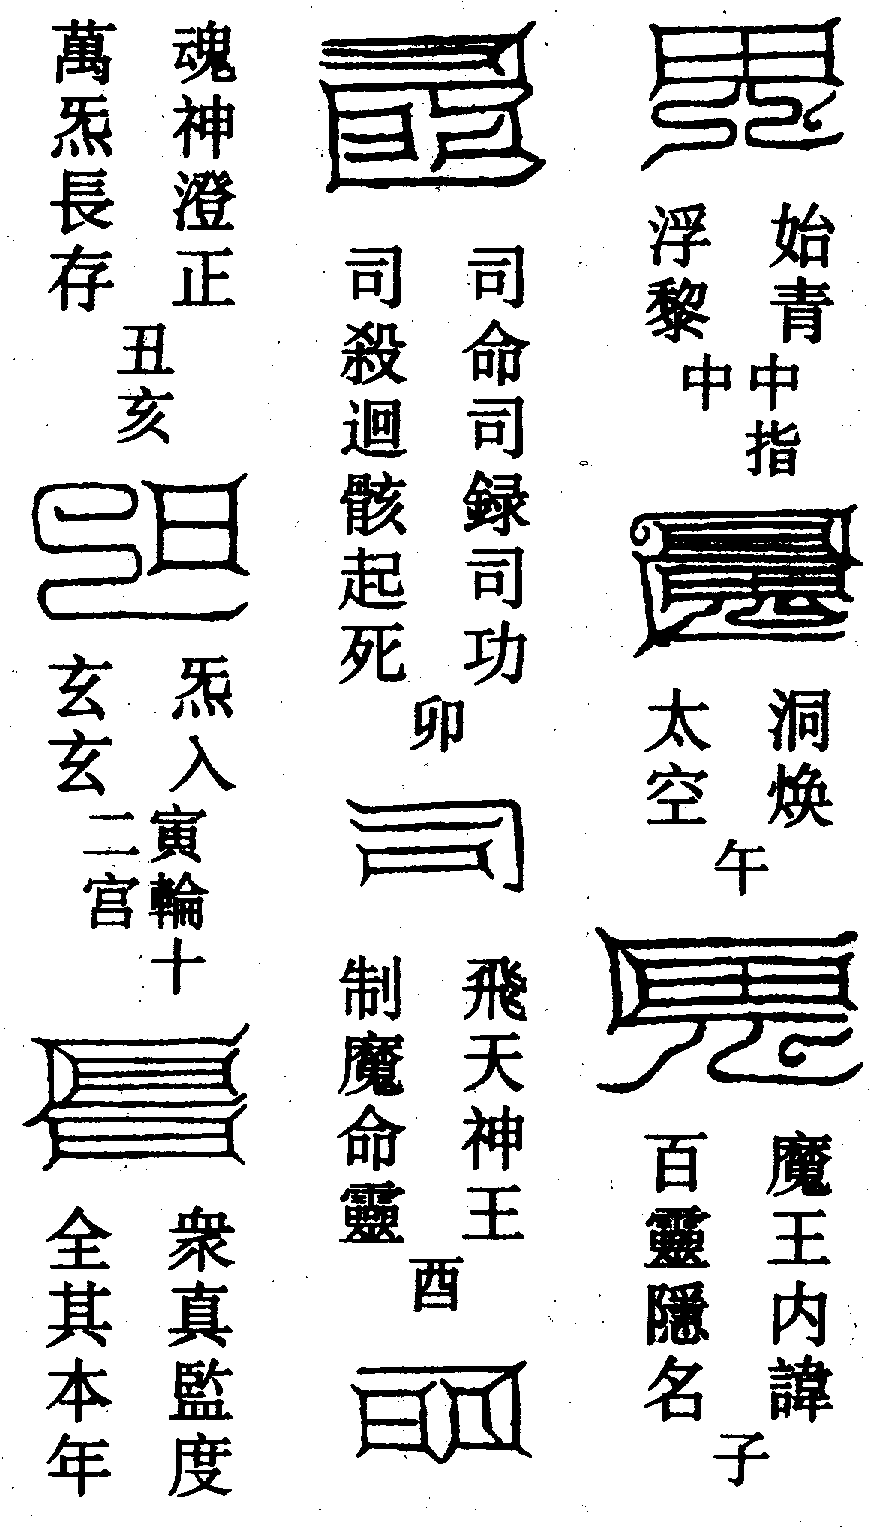 始青
浮黎
中指
中
洞焕
太空
午
魔王内諱
百靈隱名
子
司命司録司功
司殺迴骸起死
卯
飛天神王
制魔命靈
酉
魂神澄正
萬炁長存
丑亥
炁入
玄玄
寅輪十
二宫
衆真監度
全其本年